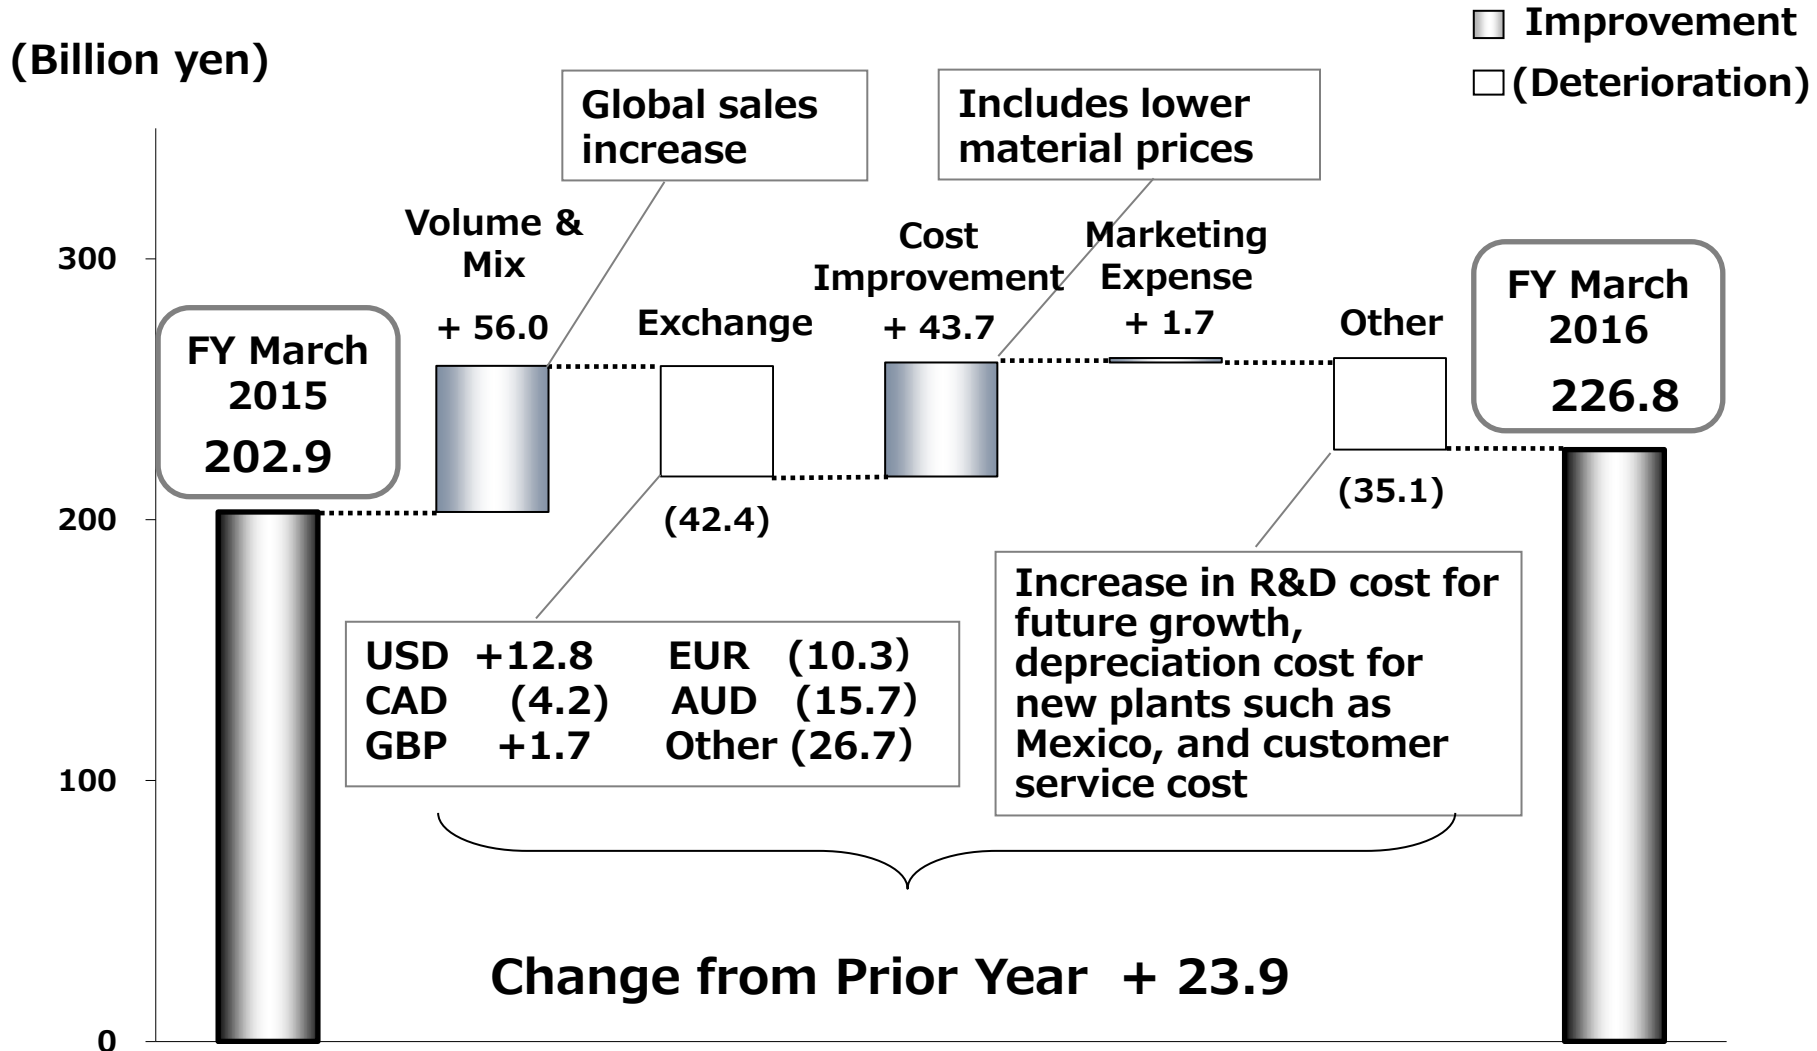 (Billion yen)
Improvement
(Deterioration)
Global sales
increase
Includes lower
material prices
Volume &
Mix
+ 56.0
Exchange
(42.4)
Cost
Improvement
+ 43.7
Marketing
Expense
+ 1.7
Other
(35.1)
FY March
2015
202.9
FY March
2016
226.8
300
200
100
0
USD +12.8 EUR (10.3)
CAD (4.2) AUD (15.7)
GBP +1.7 Other (26.7)
Increase in R&D cost for
future growth,
depreciation cost for
new plants such as
Mexico, and customer
service cost
Change from Prior Year + 23.9